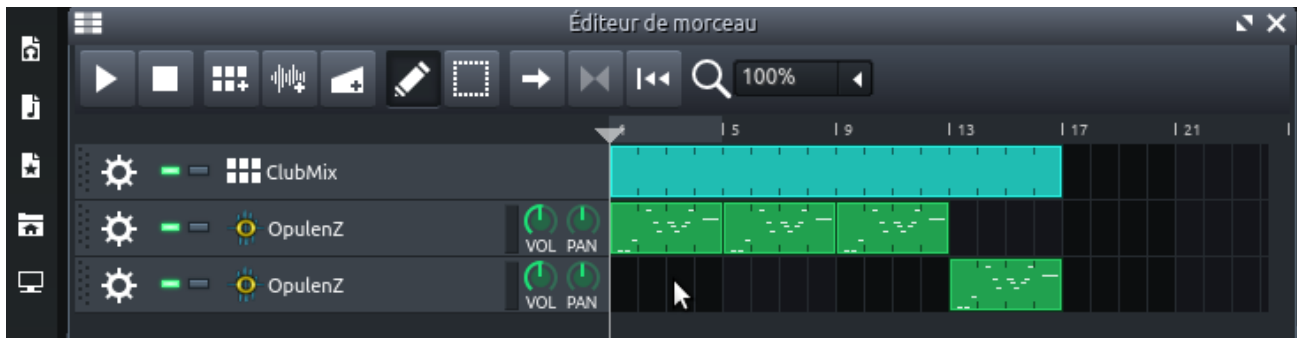 Éditeur de morceau
100%
5 9 13 17 21
ClubMix
OpulenZ
VOL PAN
OpulenZ
VOL PAN